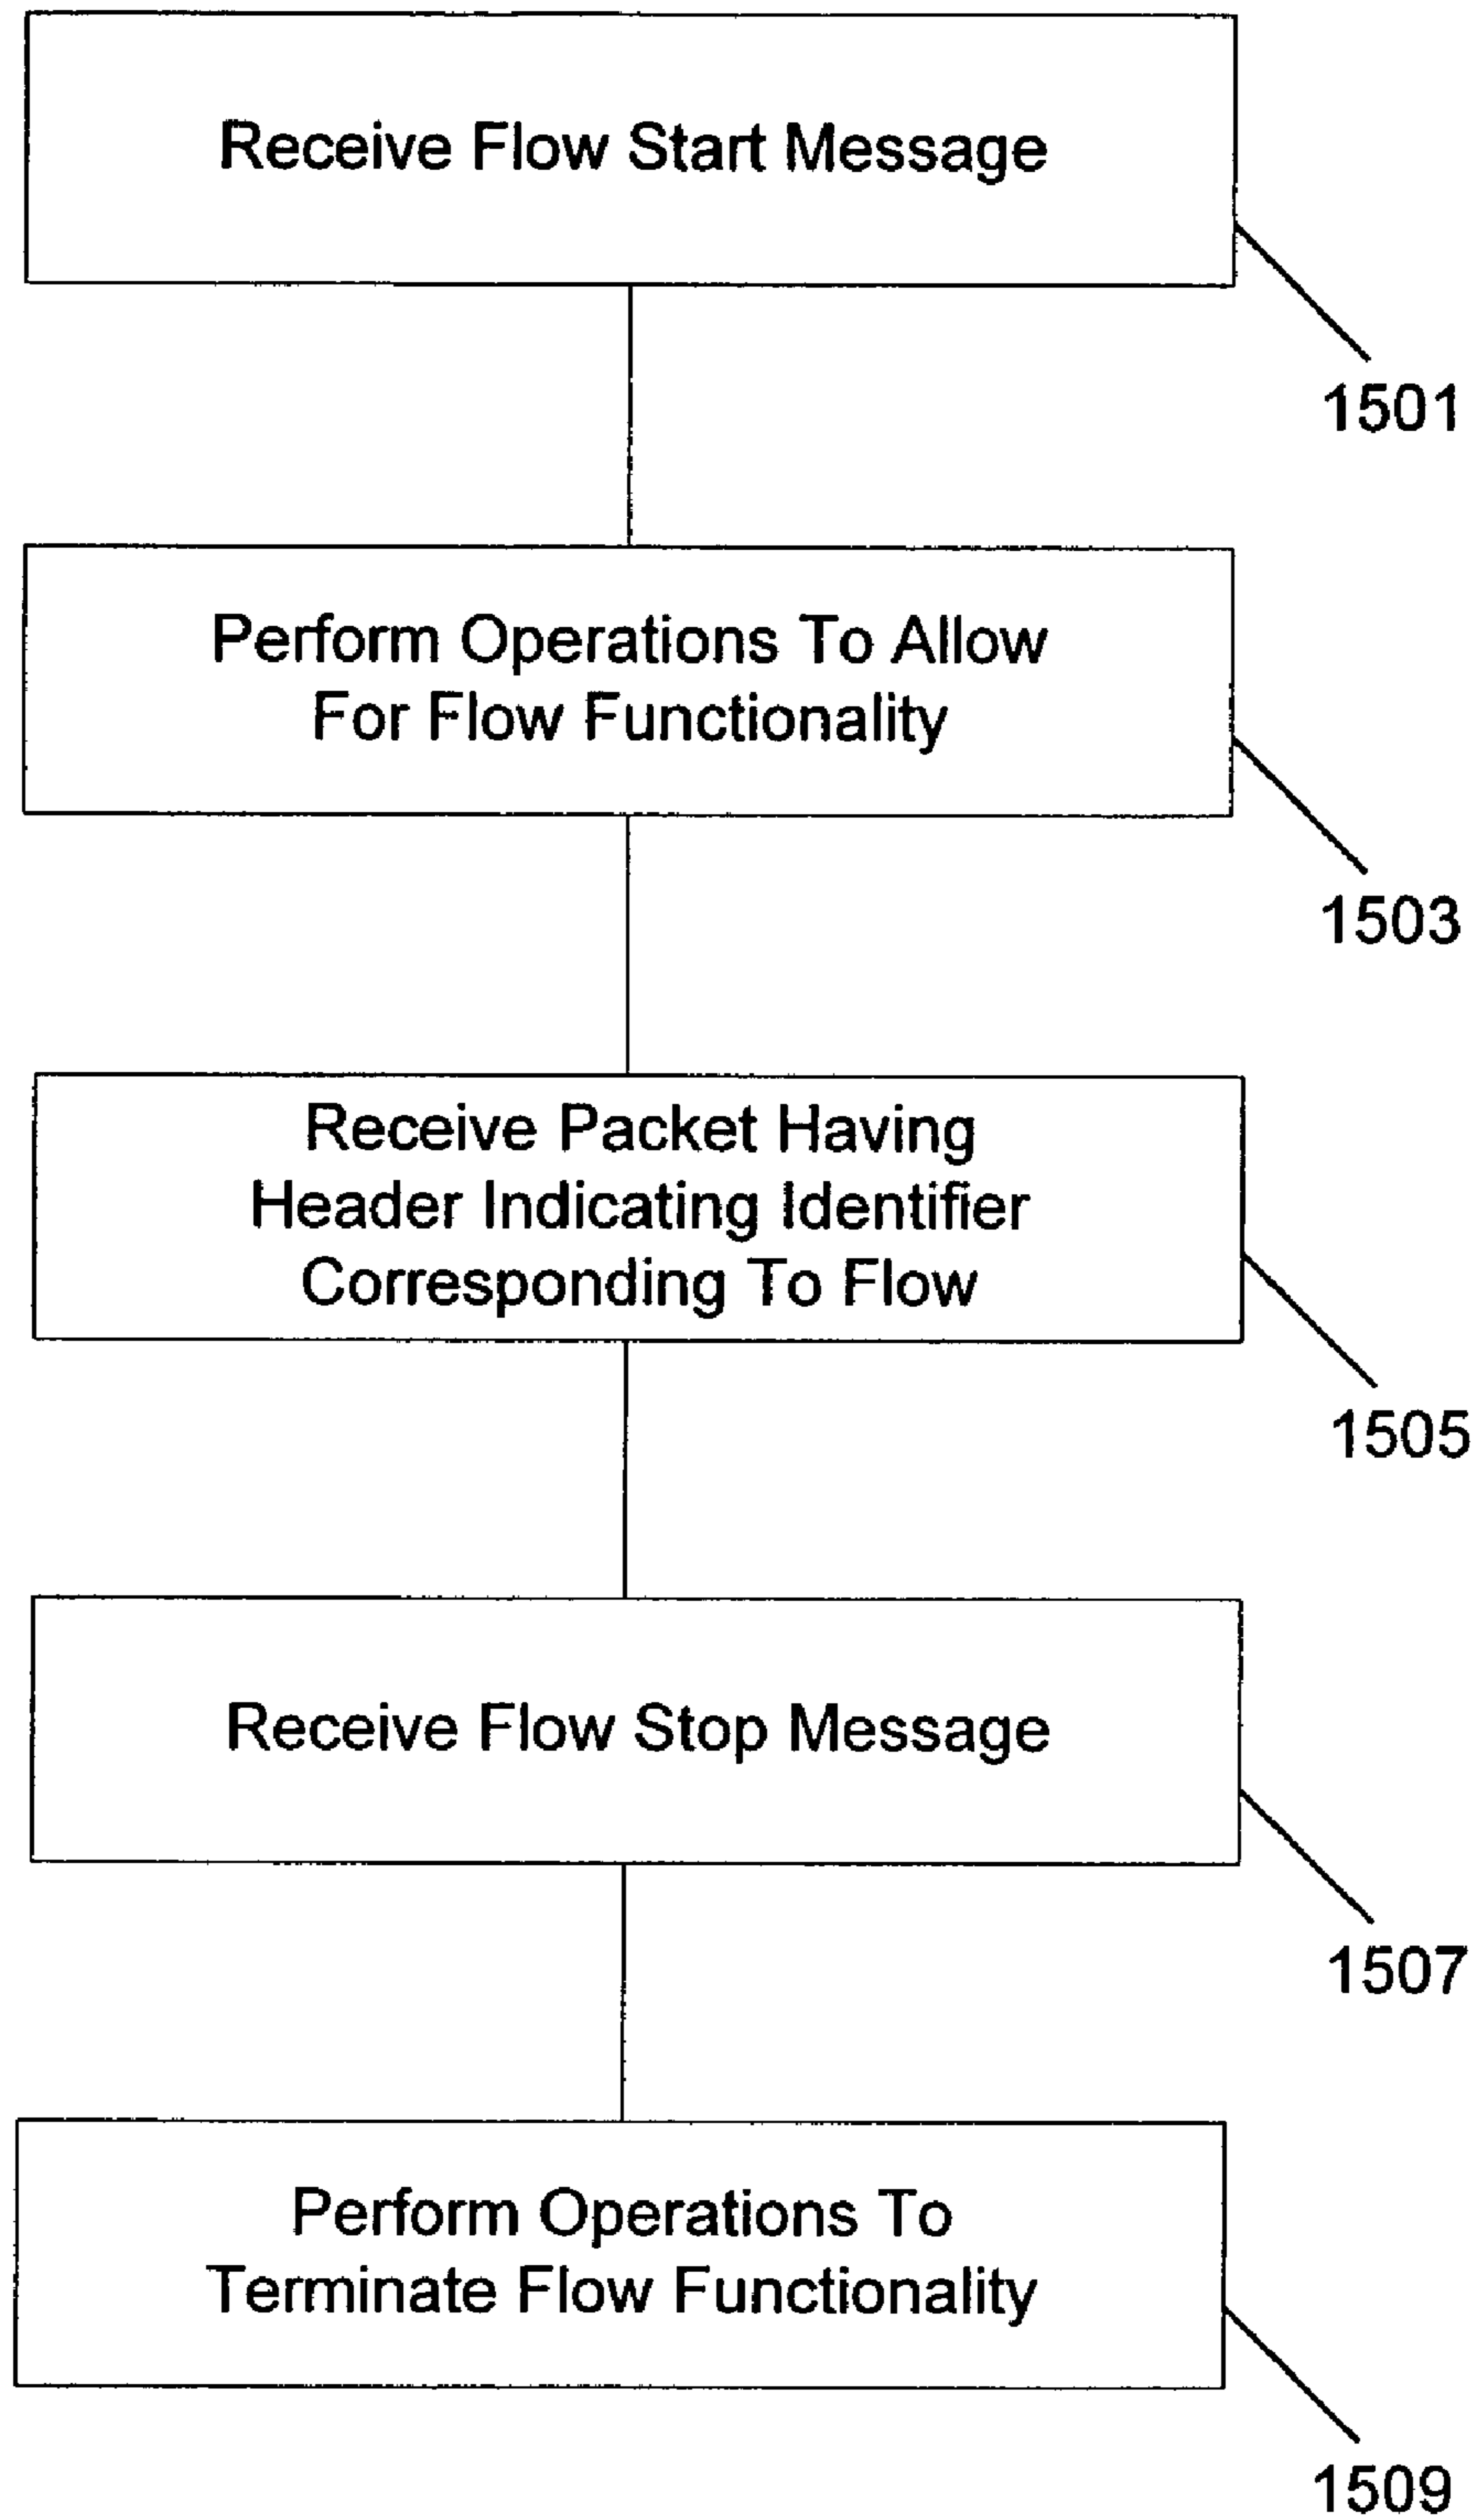 Receive Flow Start Message
1501
Perform Operations To Allow
For Flow Functionality
1503
Receive Packet Having
Header Indicating Identifier
Corresponding To Flow
1505
Receive Flow Stop Message
1507
Perform Operations To
Terminate Flow Functionality
1509